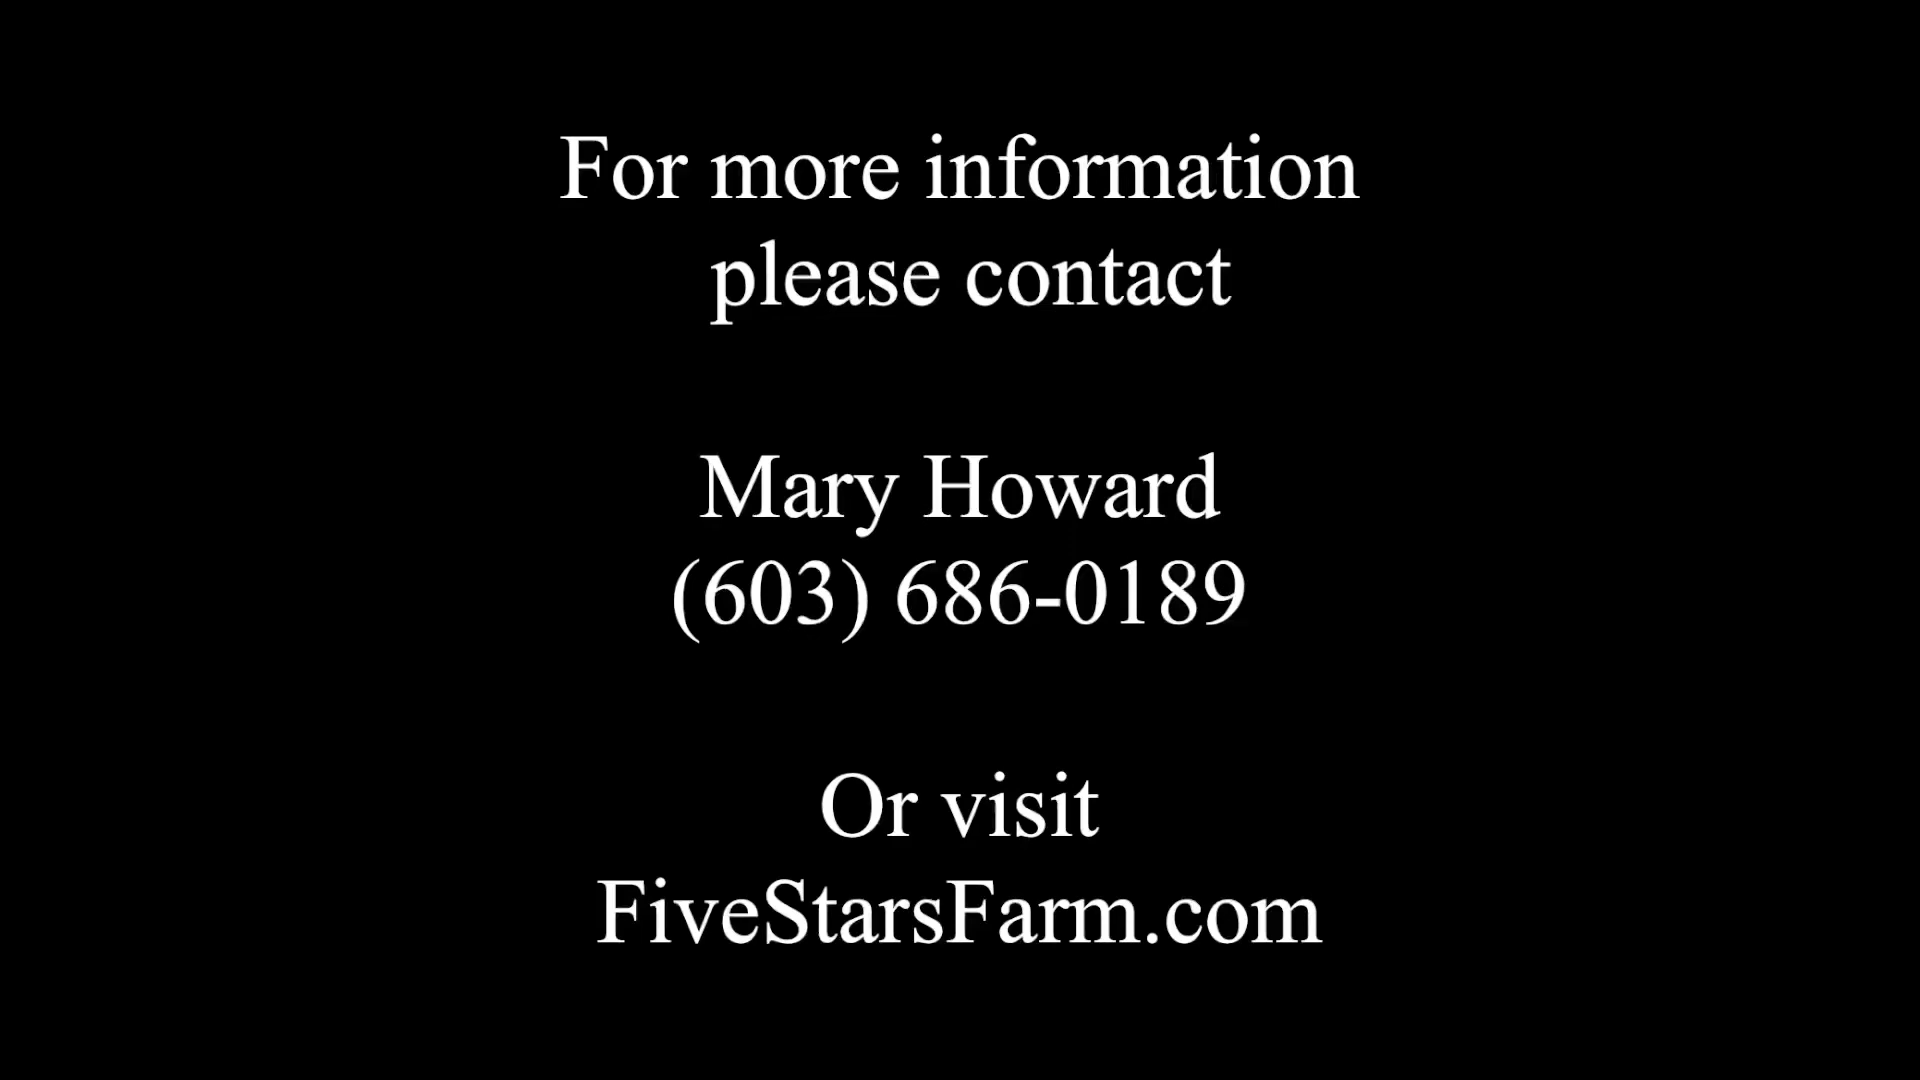 For more information
please contact
Mary Howard
(603) 686-0189
Or visit
FiveStarsFarm.com